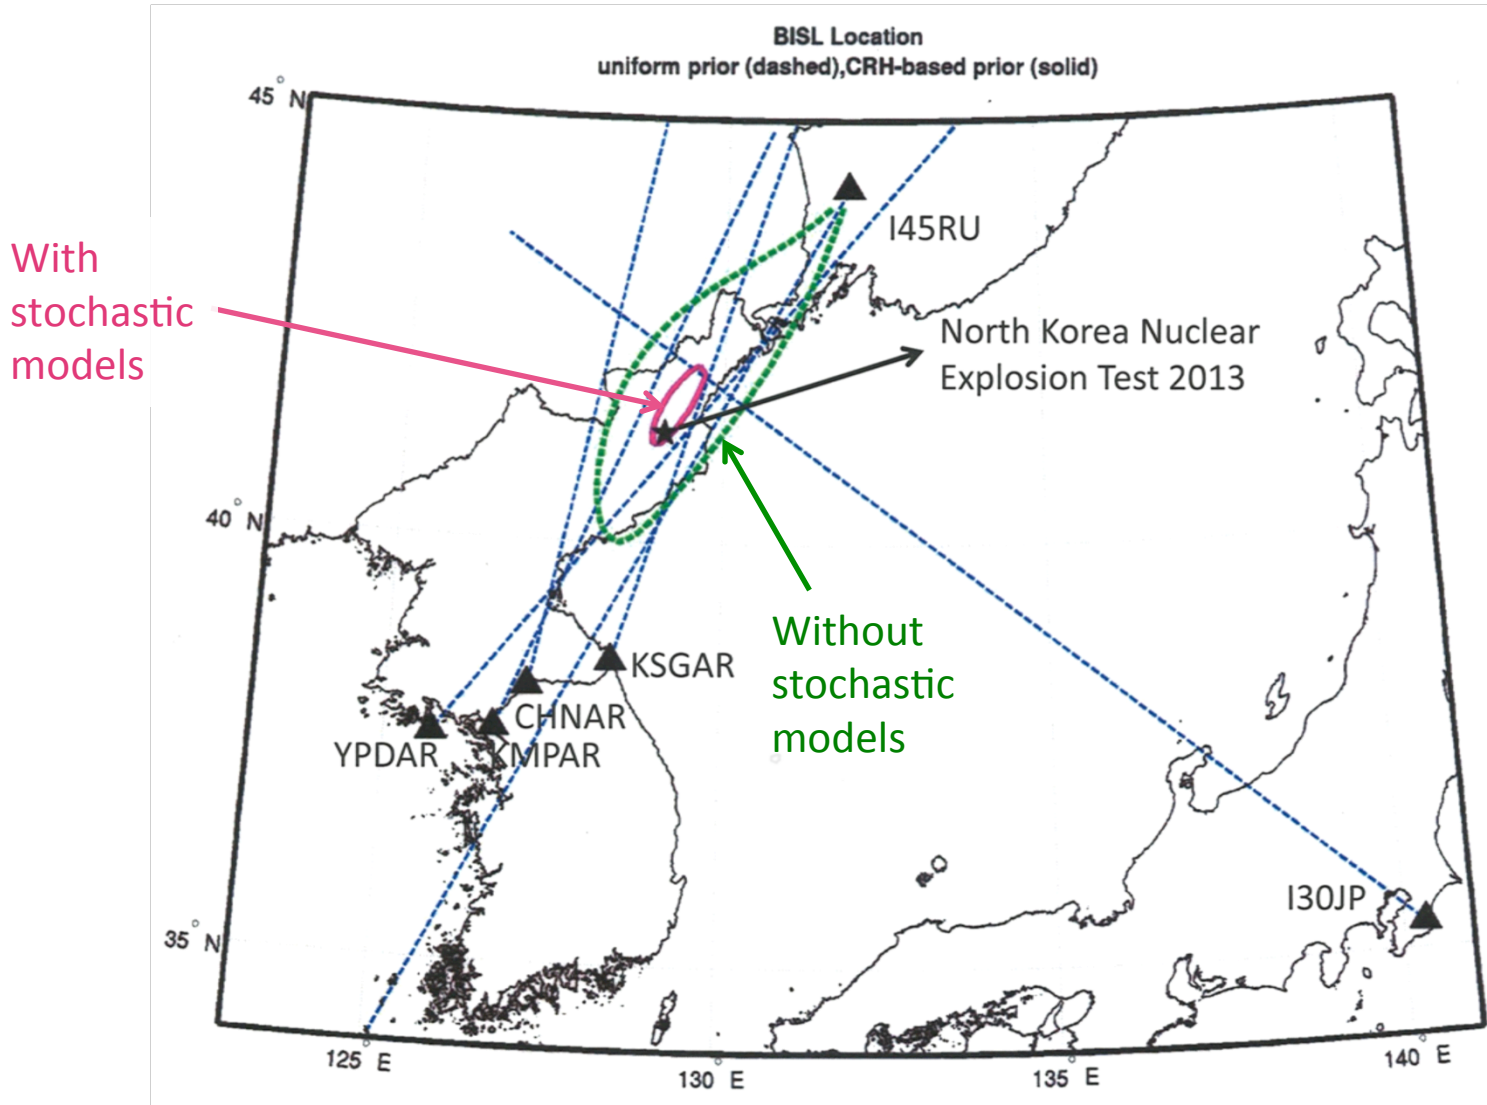 BISL Location
uniform prior (dashed),CRH-based prior (solid)
45° N
I45RU
With
stochastic
models
North Korea Nuclear
Explosion Test 2013
40° N
Without
stochastic
models
KSGAR
CHNAR
YPDAR
KMPAR
I30JP
35° N
125 ° E
130 ° E
135 ° E
140 ° E